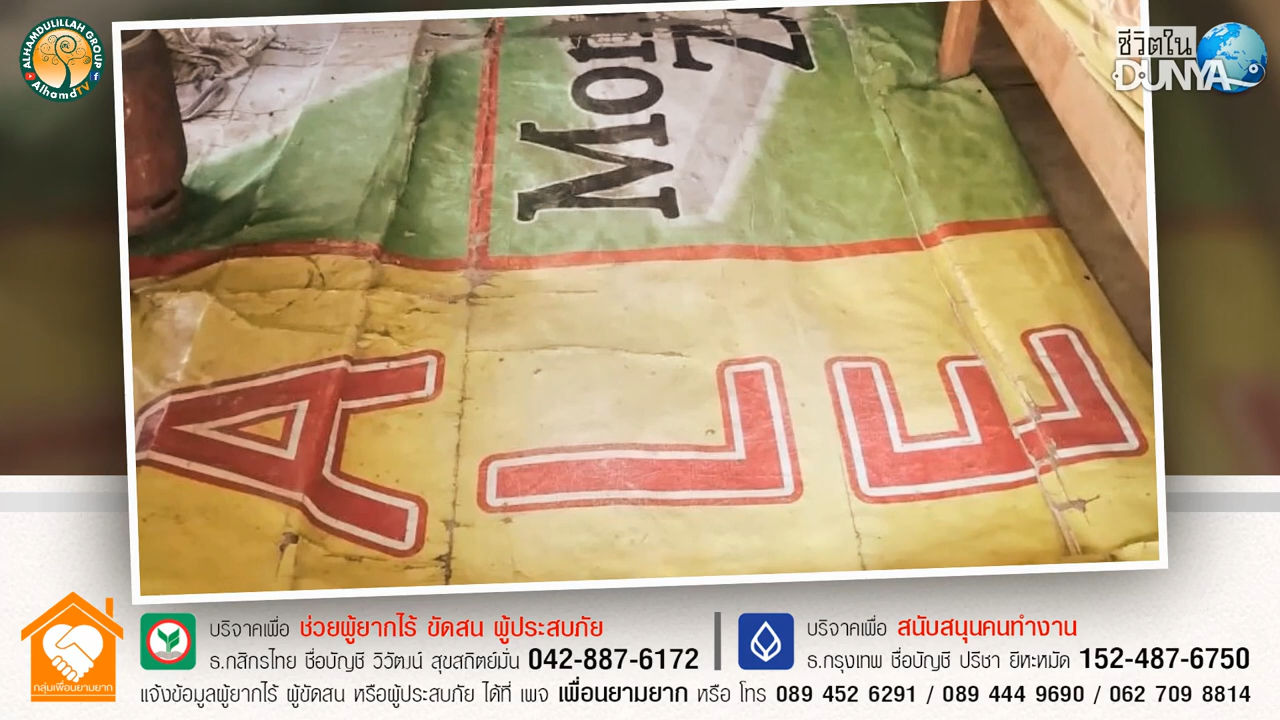 ALHAMDULILLAH GROUP
AlhamdTV
ชีวิตใน
DUNYA
Mor
ALE
กลุ่มเพื่อนยามยาก
บริจาคเพื่อ ช่วยผู้ยากไร้ ขัดสน ผู้ประสบภัย
ธ.กสิกรไทย ชื่อบัญชี วิวัฒน์ สุขสถิตย์มั่น 042-887-6172
บริจาคเพื่อ สนับสนุนคนทำงาน
ธ.กรุงเทพ ชื่อบัญชี ปรีชา ยีหะหมัด 152-487-6750
แจ้งข้อมูลผู้ยากไร้ ผู้ขัดสน หรือผู้ประสบภัย ได้ที่ เพจ เพื่อนยามยาก หรือ โทร 089 452 6291 / 089 444 9690 / 062 709 8814